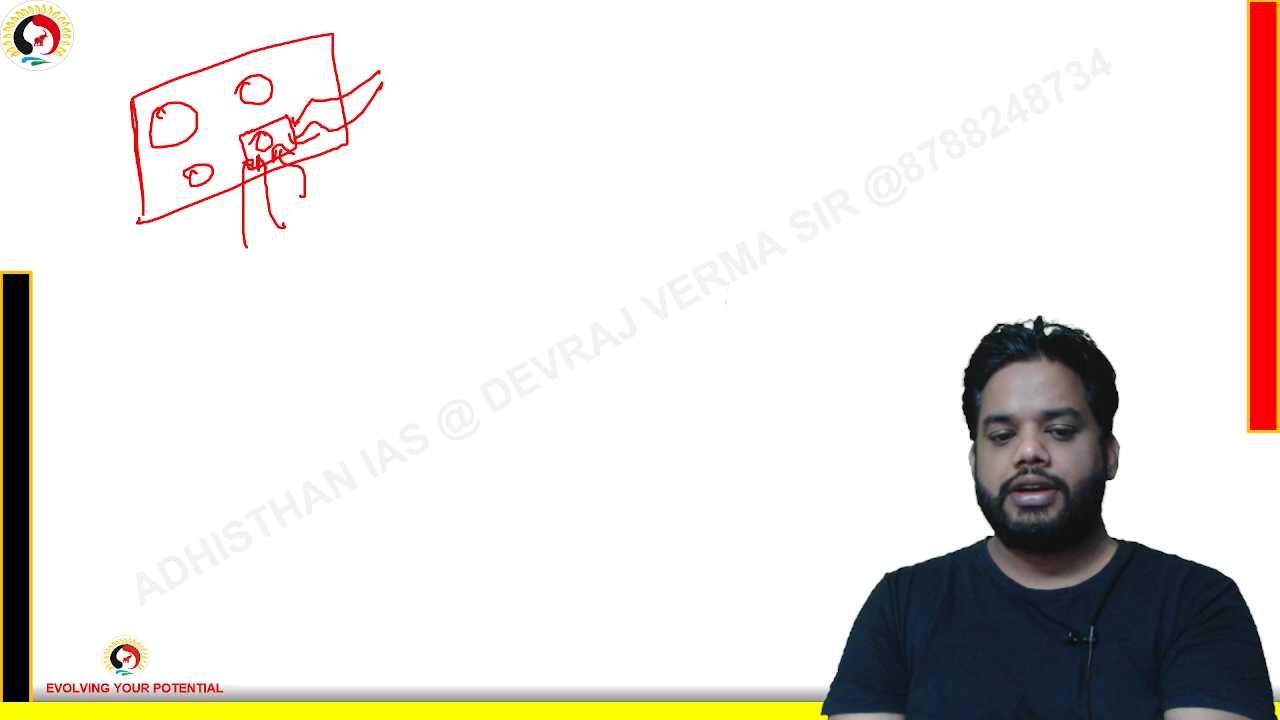 ADHISTHAN IAS @ DEVRAJ VERMA SIR @8788248734
EVOLVING YOUR POTENTIAL